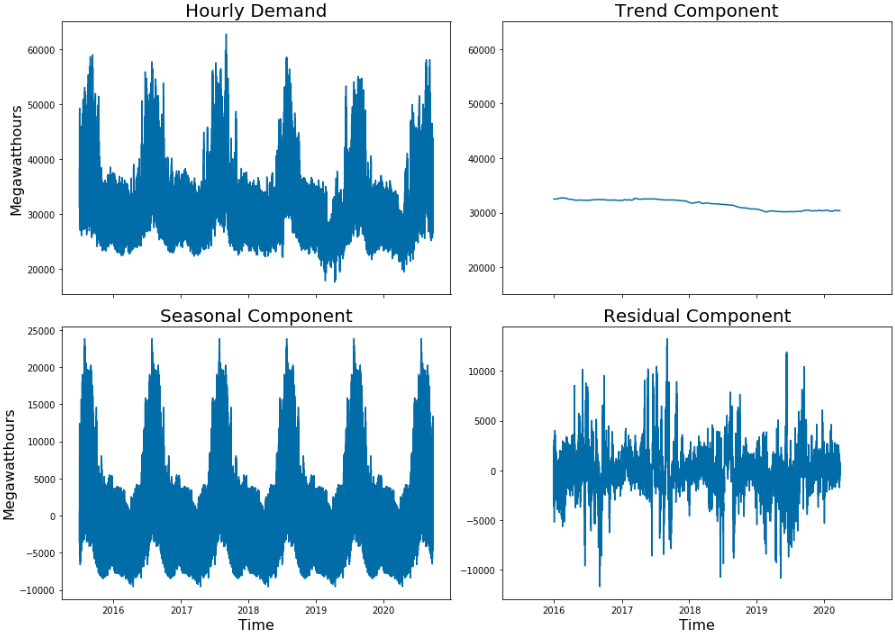 Hourly Demand
Trend Component
Megawatthours
60000
50000
40000
30000
20000
60000
50000
40000
30000
20000
Seasonal Component
Residual Component
Megawatthours
25000
20000
15000
10000
5000
0
−5000
−10000
10000
5000
0
−5000
−10000
2016 2017 2018 2019 2020
2016 2017 2018 2019 2020
Time
Time